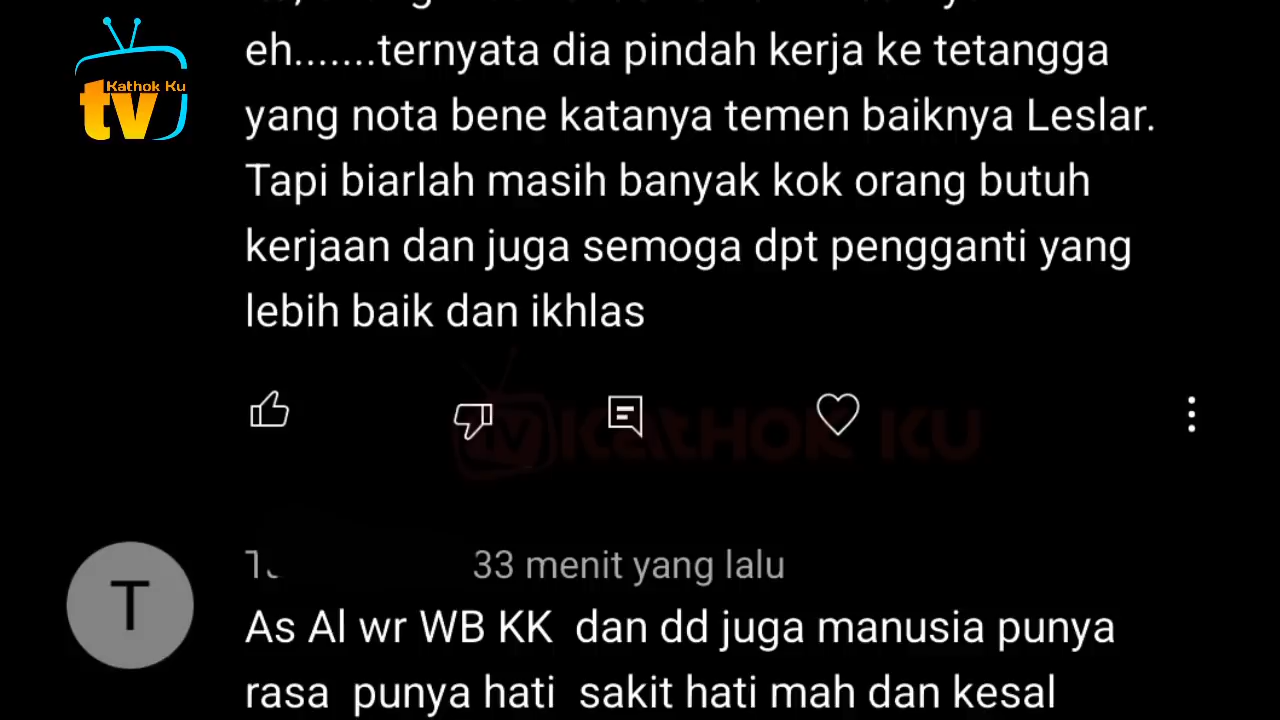 Kathok Ku
tv
eh.......ternyata dia pindah kerja ke tetangga
yang nota bene katanya temen baiknya Leslar.
Tapi biarlah masih banyak kok orang butuh
kerjaan dan juga semoga dpt pengganti yang
lebih baik dan ikhlas
tv KATHOK KU
T
33 menit yang lalu
As Al wr WB KK  dan dd juga manusia punya
rasa  punya hati  sakit hati mah dan kesal